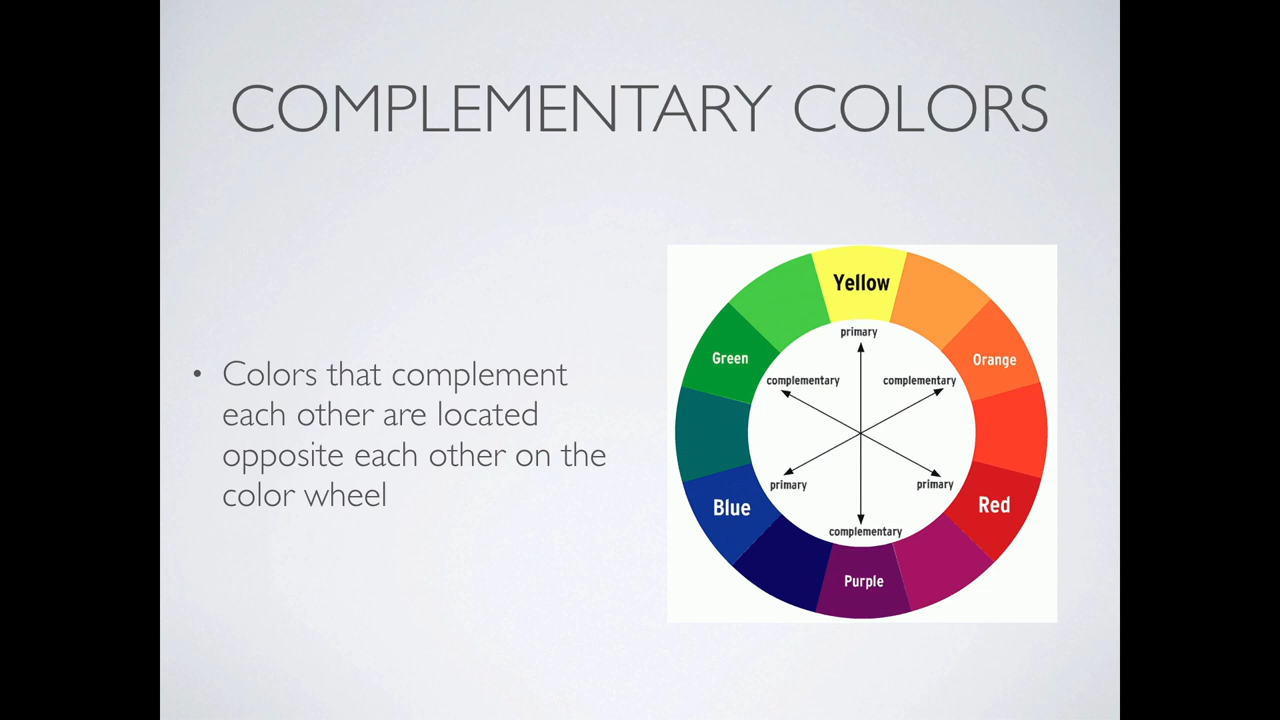 COMPLEMENTARY COLORS
• Colors that complement
each other are located
opposite each other on the
color wheel
Yellow
primary
Green
Orange
complementary
complementary
primary
primary
Blue
Red
complementary
Purple